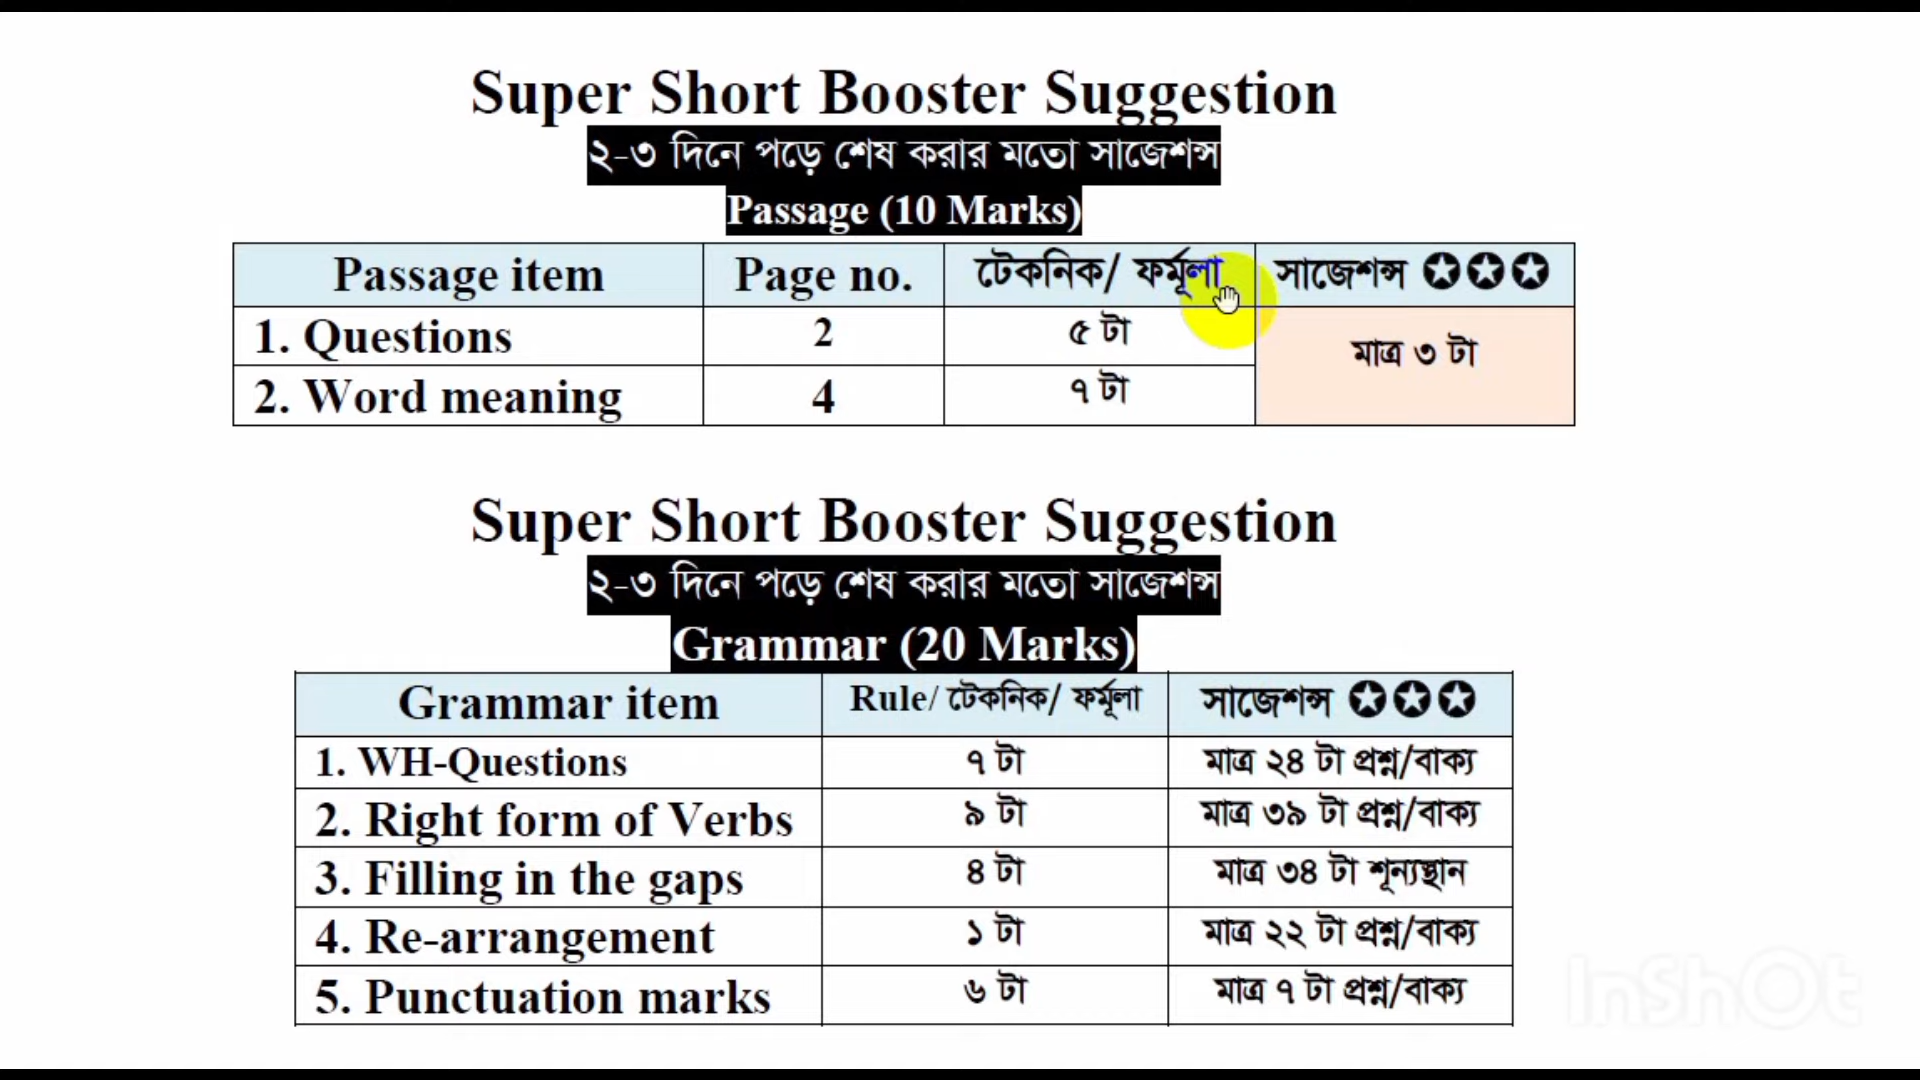 Super Short Booster Suggestion
২-৩ দিনে পড়ে শেষ করার মতো সাজেশন্স
Passage (10 Marks)
Passage item Page no. টেকনিক/ ফর্মূলা সাজেশন্স ✪✪✪
1. Questions 2 ৫ টা মাত্র ৩ টা
2. Word meaning 4 ৭ টা
Super Short Booster Suggestion
২-৩ দিনে পড়ে শেষ করার মতো সাজেশন্স
Grammar (20 Marks)
Grammar item Rule/ টেকনিক/ ফর্মূলা সাজেশন্স ✪✪✪
1. WH-Questions ৭ টা মাত্র ২৪ টা প্রশ্ন/বাক্য
2. Right form of Verbs ৯ টা মাত্র ৩৯ টা প্রশ্ন/বাক্য
3. Filling in the gaps ৪ টা মাত্র ৩৪ টা শূন্যস্থান
4. Re-arrangement ১ টা মাত্র ২২ টা প্রশ্ন/বাক্য
5. Punctuation marks ৬ টা মাত্র ৭ টা প্রশ্ন/বাক্য
InShOt